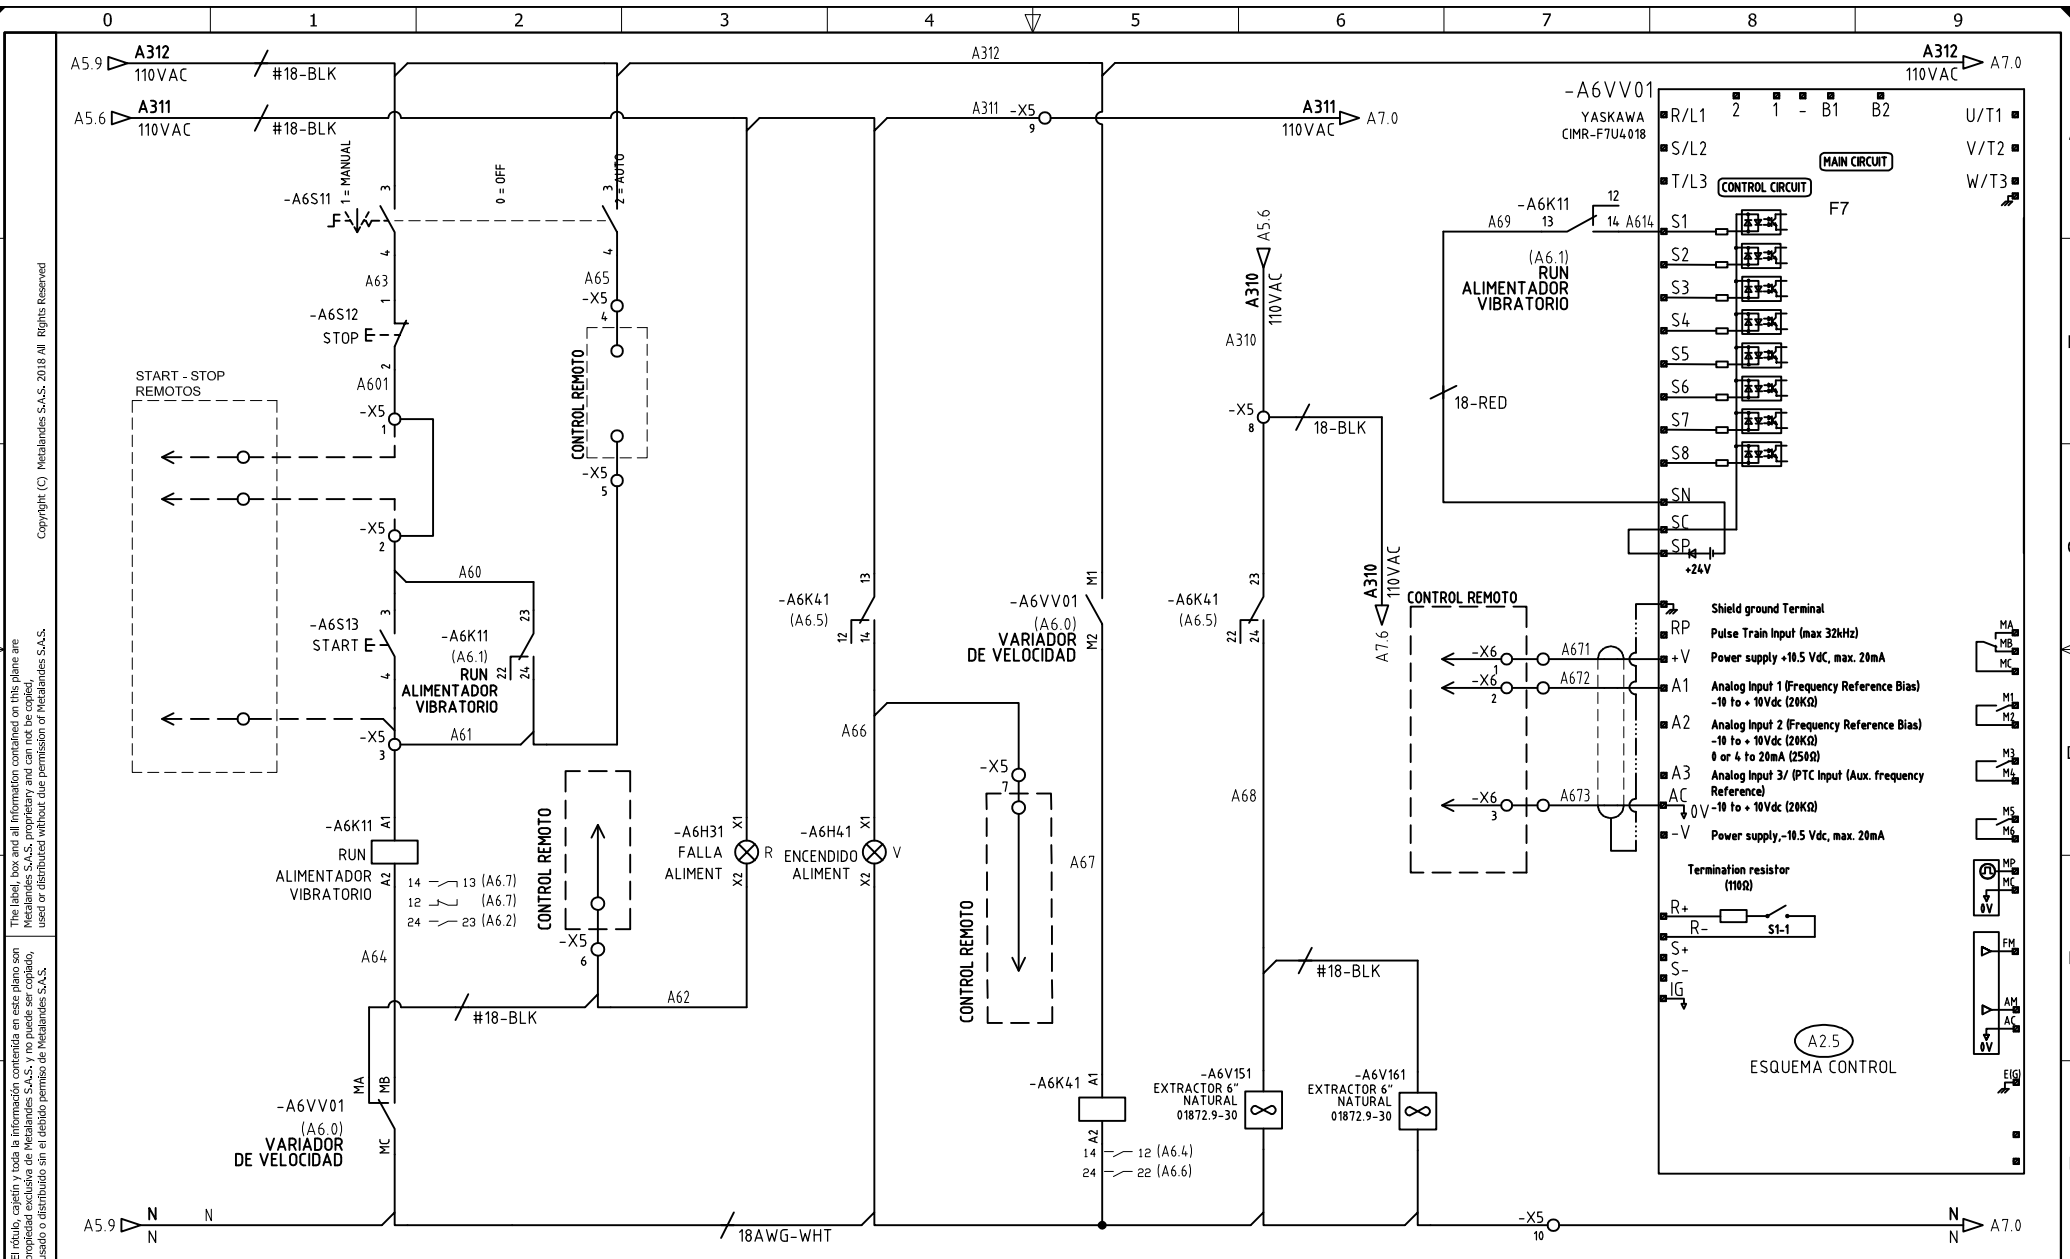 0 1 2 3 4 5 6 7 8 9
A5.9
A312
110VAC
#18-BLK
A312
A312
110VAC
A7.0
A5.6
A311
110VAC
#18-BLK
A311
-X5
9
A311
110VAC
A7.0
-A6S11
1 = MANUAL
0 = OFF
2 = AUTO
3
4
3
4
A63
A65
-X5
4
1
-A6S12
STOP
2
A601
START - STOP
REMOTOS
-X5
1
CONTROL REMOTO
-X5
5
-X5
2
A60
3
-A6S13
START
4
23
-A6K11
(A6.1)
RUN
ALIMENTADOR
VIBRATORIO
22
24
-X5
3
A61
-A6K11
A1
RUN
ALIMENTADOR
VIBRATORIO
A2
14 13 (A6.7)
12 (A6.7)
24 23 (A6.2)
CONTROL REMOTO
-X5
6
A64
#18-BLK
A62
MA
MB
-A6VV01
(A6.0)
VARIADOR
DE VELOCIDAD
MC
-A6H31
FALLA
ALIMENT
X1
X2
R
-A6K41
(A6.5)
13
12
14
A66
-A6H41
ENCENDIDO
ALIMENT
X1
X2
V
-X5
7
CONTROL REMOTO
-A6VV01
(A6.0)
VARIADOR
DE VELOCIDAD
M1
M2
A67
-A6K41
A1
A2
14 12 (A6.4)
24 22 (A6.6)
A5.6
A310
110VAC
A310
-X5
8
18-BLK
A310
110VAC
A7.6
-A6K41
(A6.5)
23
22
24
A68
#18-BLK
-A6V151
EXTRACTOR 6"
NATURAL
01872.9-30
-A6V161
EXTRACTOR 6"
NATURAL
01872.9-30
A69
-A6K11
13
12
14
A614
(A6.1)
RUN
ALIMENTADOR
VIBRATORIO
18-RED
CONTROL REMOTO
-X6
1
A671
-X6
2
A672
-X6
3
A673
-A6VV01
YASKAWA
CIMR-F7U4018
R/L1
S/L2
T/L3
2 1 - B1 B2
U/T1
V/T2
W/T3
MAIN CIRCUIT
CONTROL CIRCUIT
F7
S1
S2
S3
S4
S5
S6
S7
S8
SN
SC
SP
+24V
Shield ground Terminal
RP
Pulse Train Input (max 32kHz)
+V
Power supply +10.5 VdC, max. 20mA
A1
Analog Input 1 (Frequency Reference Bias)
-10 to + 10Vdc (20KΩ)
A2
Analog Input 2 (Frequency Reference Bias)
-10 to + 10Vdc (20KΩ)
0 or 4 to 20mA (250Ω)
A3
Analog Input 3/ (PTC Input (Aux. frequency
Reference)
-10 to + 10Vdc (20KΩ)
AC
0V
-V
Power supply,-10.5 Vdc, max. 20mA
Termination resistor
(110Ω)
R+
R-
S1-1
S+
S-
IG
MA
MB
MC
M1
M2
M3
M4
M5
M6
MP
MC
0V
FM
AM
AC
0V
E(G)
A2.5
ESQUEMA CONTROL
A5.9
N
N
N
18AWG-WHT
-X5
10
N
N
A7.0
Copyright (C) Metalandes S.A.S. 2018 All Rights Reserved
The label, box and all information contained on this plane are
Metalandes S.A.S. proprietary and can not be copied,
used or distributed without due permission of Metalandes S.A.S.
El rótulo, cajetín y toda la información contenida en este plano son
propiedad exclusiva de Metalandes S.A.S. y no puede ser copiado,
usado o distribuido sin el debido permiso de Metalandes S.A.S.